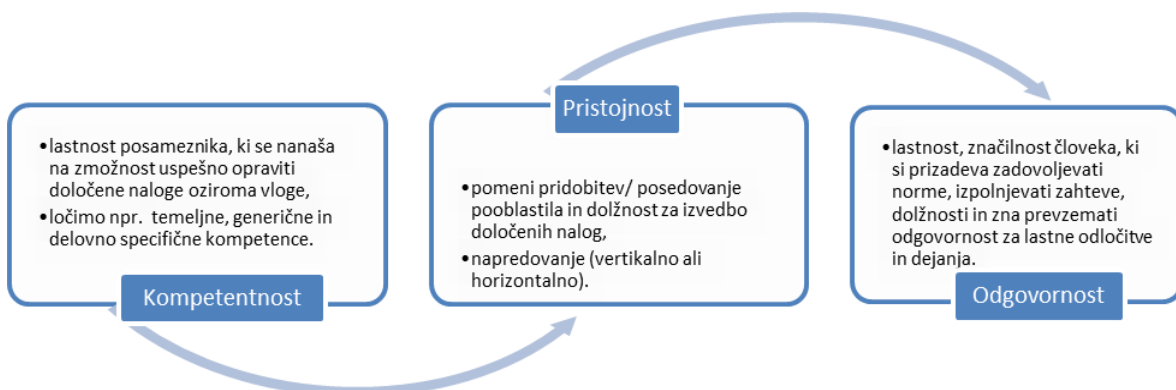 •lastnost posameznika, ki se nanaša
na zmožnost uspešno opraviti
določene naloge oziroma vloge,
•ločimo npr. temeljne, generične in
delovno specifične kompetence.
Kompetentnost
Pristojnost
•pomeni pridobitev/ posedovanje
pooblastila in dolžnost za izvedbo
določenih nalog,
•napredovanje (vertikalno ali
horizontalno).
•lastnost, značilnost človeka, ki
si prizadeva zadovoljevati
norme, izpolnjevati zahteve,
dolžnosti in zna prevzemati
odgovornost za lastne odločitve
in dejanja.
Odgovornost